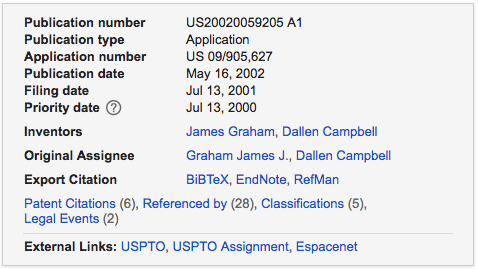 Publication number US20020059205 A1
Publication type Application
Application number US 09/905,627
Publication date May 16, 2002
Filing date Jul 13, 2001
Priority date ? Jul 13, 2000
Inventors James Graham, Dallen Campbell
Original Assignee Graham James J., Dallen Campbell
Export Citation BiBTeX, EndNote, RefMan
Patent Citations (6), Referenced by (28), Classifications (5),
Legal Events (2)
External Links: USPTO, USPTO Assignment, Espacenet